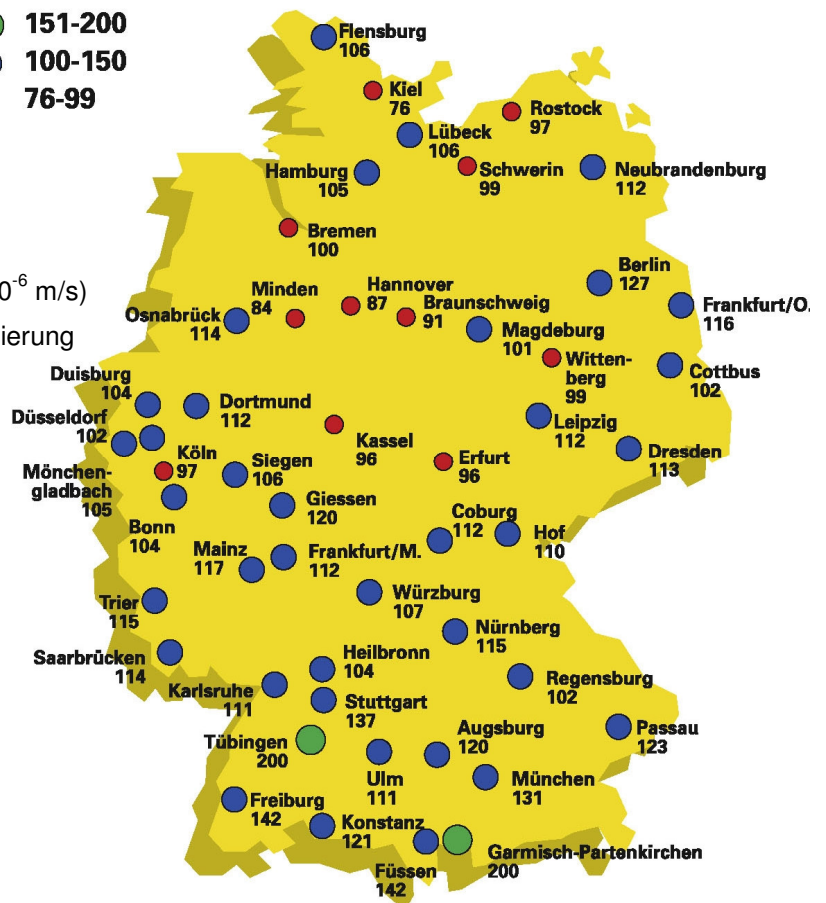 151-200
100-150
76-99
Flensburg
106
Kiel
76
Rostock
97
Lübeck
106
Schwerin
99
Neubrandenburg
112
Hamburg
105
Bremen
100
Berlin
127
0⁻⁶ m/s)
Minden
84
Hannover
87
Braunschweig
91
Frankfurt/O.
116
Osnabrück
114
ierung
Magdeburg
101
Witten-
berg
99
Cottbus
102
Duisburg
104
Dortmund
112
Düsseldorf
102
Leipzig
112
Kassel
96
Erfurt
96
Dresden
113
Köln
97
Siegen
106
Mönchen-
gladbach
105
Giessen
120
Bonn
104
Coburg
112
Hof
110
Mainz
117
Frankfurt/M.
112
Würzburg
107
Trier
115
Nürnberg
115
Saarbrücken
114
Heilbronn
104
Regensburg
102
Karlsruhe
111
Stuttgart
137
Augsburg
120
Passau
123
Tübingen
200
Ulm
111
München
131
Freiburg
142
Konstanz
121
Garmisch-Partenkirchen
200
Füssen
142